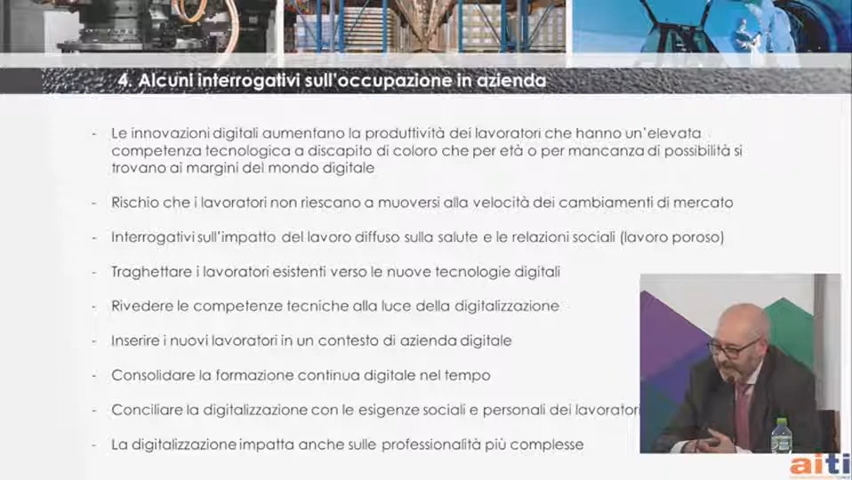 4. Alcuni interrogativi sull'occupazione in azienda
- Le innovazioni digitali aumentano la produttività dei lavoratori che hanno un'elevata
competenza tecnologica a discapito di coloro che per età o per mancanza di possibilità si
trovano ai margini del mondo digitale
- Rischio che i lavoratori non riescano a muoversi alla velocità dei cambiamenti di mercato
- Interrogativi sull'impatto del lavoro diffuso sulla salute e le relazioni sociali (lavoro poroso)
- Traghettare i lavoratori esistenti verso le nuove tecnologie digitali
- Rivedere le competenze tecniche alla luce della digitalizzazione
- Inserire i nuovi lavoratori in un contesto di azienda digitale
- Consolidare la formazione continua digitale nel tempo
- Conciliare la digitalizzazione con le esigenze sociali e personali dei lavoratori
- La digitalizzazione impatta anche sulle professionalità più complesse
aiti